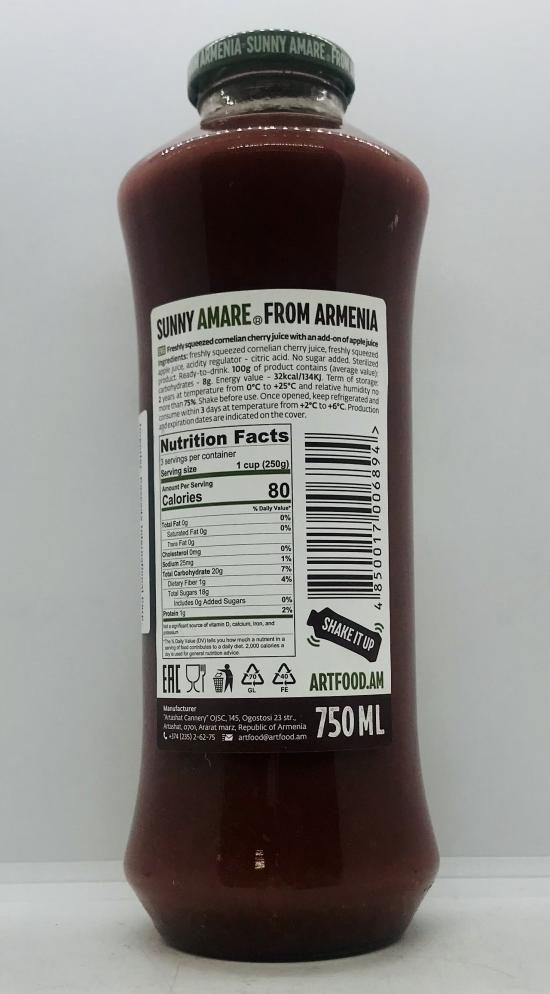 ARMENIA·SUNNY AMARE®FROM
SUNNY AMARE® FROM ARMENIA
Freshly squeezed cornelian cherry juice with an add-on of apple juice
Ingredients: freshly squeezed cornelian cherry juice, freshly squeezed
apple juice, acidity regulator - citric acid. No sugar added. Sterilized
product. Ready-to-drink. 100g of product contains (average value):
carbohydrates - 8g. Energy value - 32kcal/134KJ. Term of storage:
2 years at temperature from 0°C to +25°C and relative humidity no
more than 75%. Shake before use. Once opened, keep refrigerated and
consume within 3 days at temperature from +2°C to +6°C. Production
and expiration dates are indicated on the cover.
Nutrition Facts
3 servings per container
Serving size 1 cup (250g)
Amount Per Serving
Calories 80
% Daily Value*
Total Fat 0g 0%
Saturated Fat 0g 0%
Trans Fat 0g
Cholesterol 0mg 0%
Sodium 25mg 1%
Total Carbohydrate 20g 7%
Dietary Fiber 1g 4%
Total Sugars 18g
Includes 0g Added Sugars 0%
Protein 1g 2%
Not a significant source of vitamin D, calcium, iron, and
potassium
*The % Daily Value (DV) tells you how much a nutrient in a
serving of food contributes to a daily diet. 2,000 calories a
day is used for general nutrition advice.
4 850017 006894 >
SHAKE IT UP
EAC
70
GL
40
FE
ARTFOOD.AM
Manufacturer
"Artashat Cannery" OJSC, 145, Ogostosi 23 str.,
Artashat, 0701, Ararat marz, Republic of Armenia
+374 (235) 2-62-75 artfood@artfood.am
750 ML